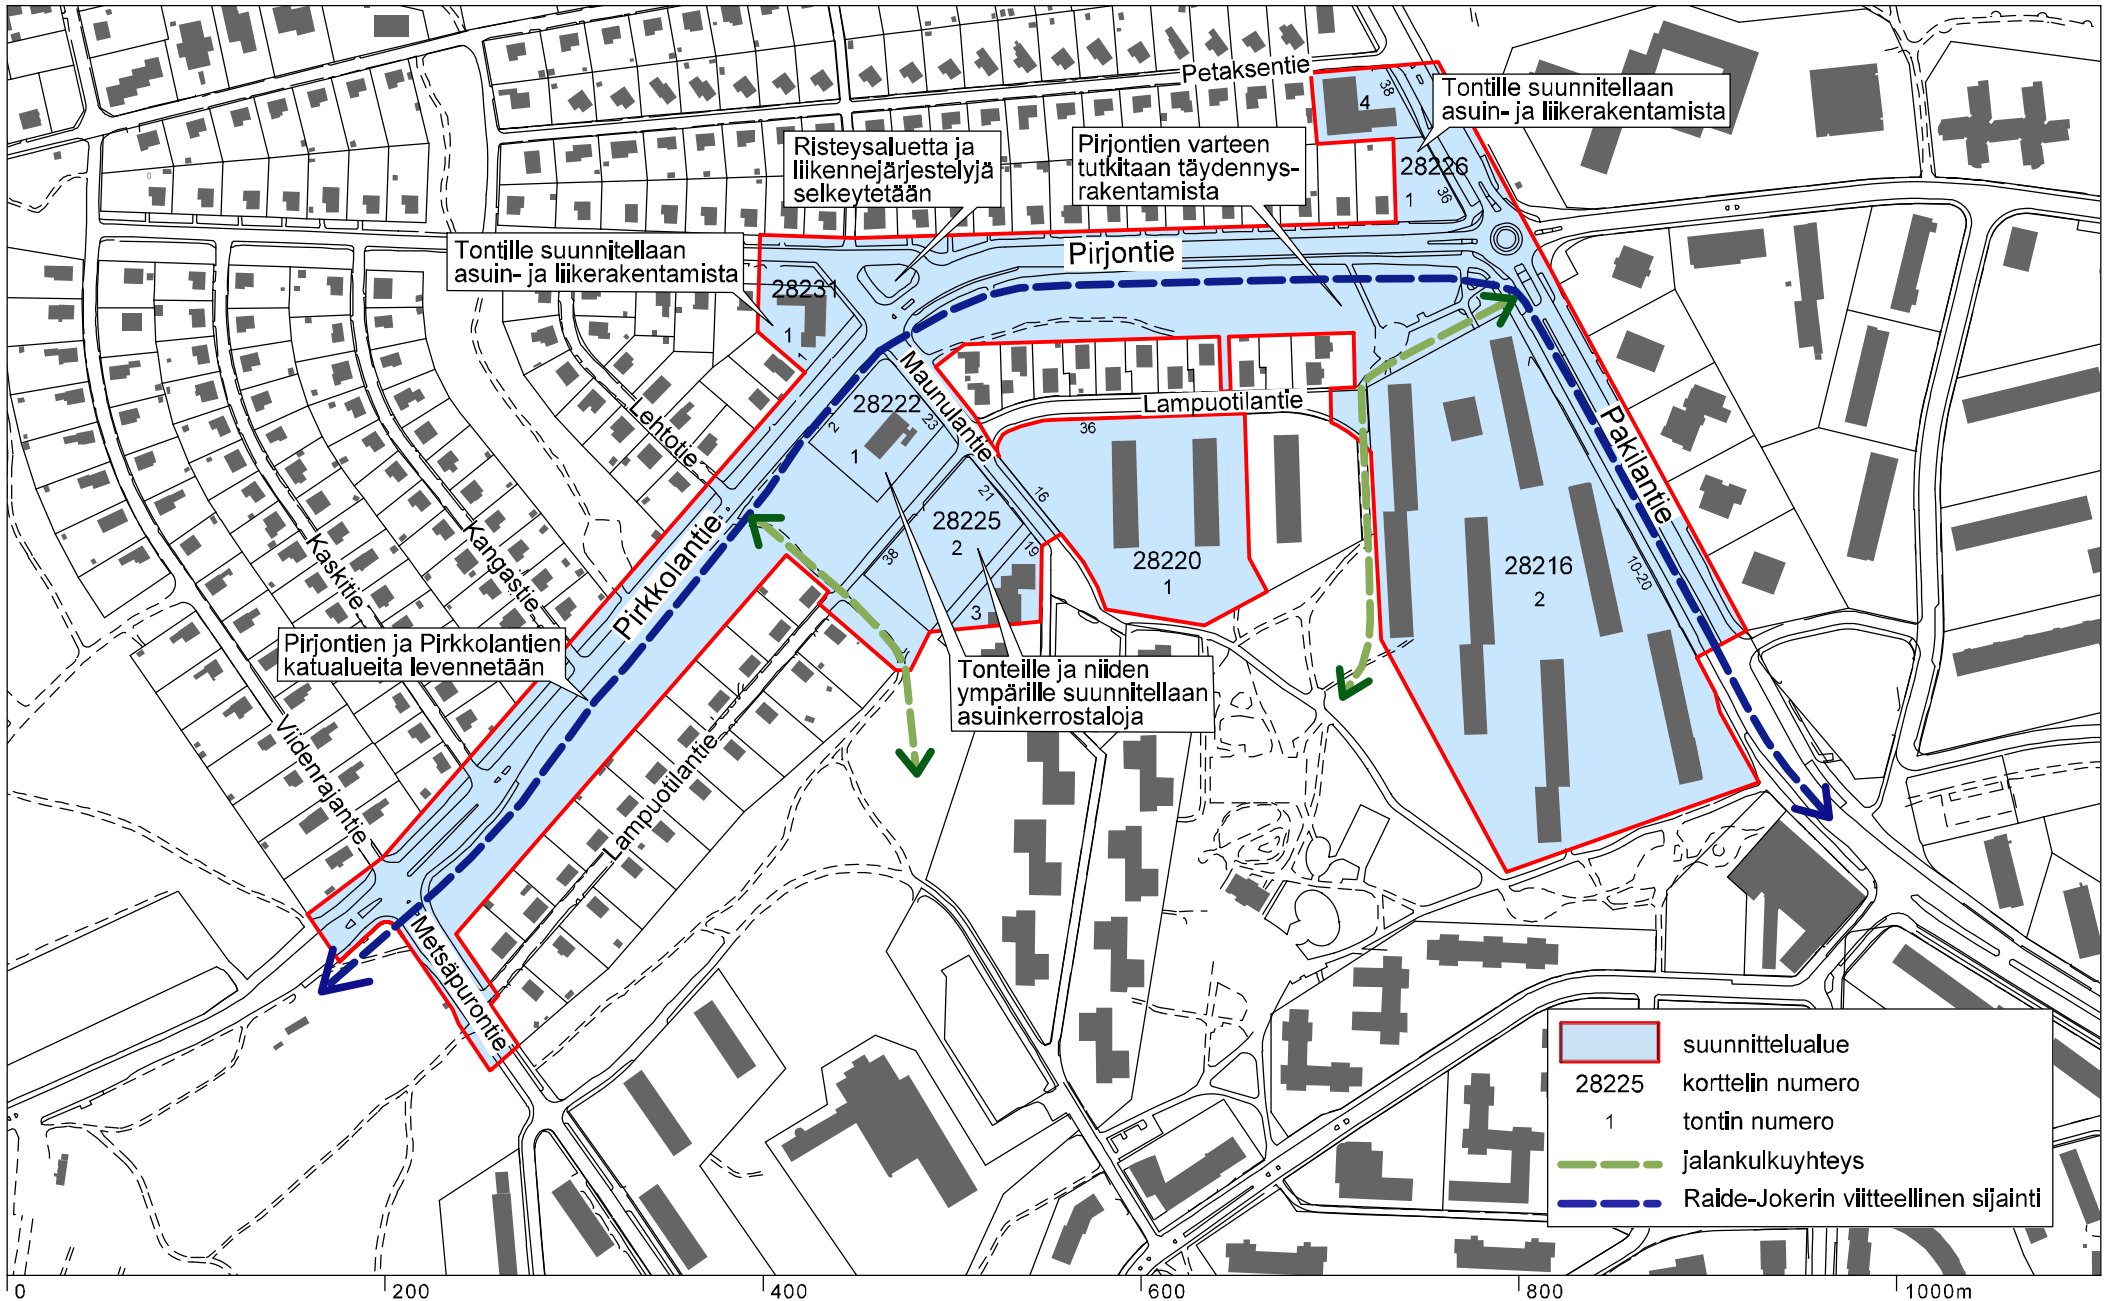 Petaksentie
38
4
Tontille suunnitellaan
asuin- ja liikerakentamista
Risteysaluetta ja
liikennejärjestelyjä
selkeytetään
Pirjontien varteen
tutkitaan täydennys-
rakentamista
28226
1
36
Tontille suunnitellaan
asuin- ja liikerakentamista
Pirjontie
28231
1
1
Maunulantie
28222
23
2
1
Lampuotilantie
36
Lehtotie
Pakilantie
7
21
16
28225
2
19
38
3
28220
1
28216
2
10-20
Kangastie
Kaskitie
Pirkkolantie
Pirjontien ja Pirkkolantien
katualueita levennetään
Tonteille ja niiden
ympärille suunnitellaan
asuinkerrostaloja
Viidenrajantie
Lampuotilantie
Metsäpurontie
suunnittelualue
28225 korttelin numero
1 tontin numero
jalankulkuyhteys
Raide-Jokerin viitteellinen sijainti
0 200 400 600 800 1000m